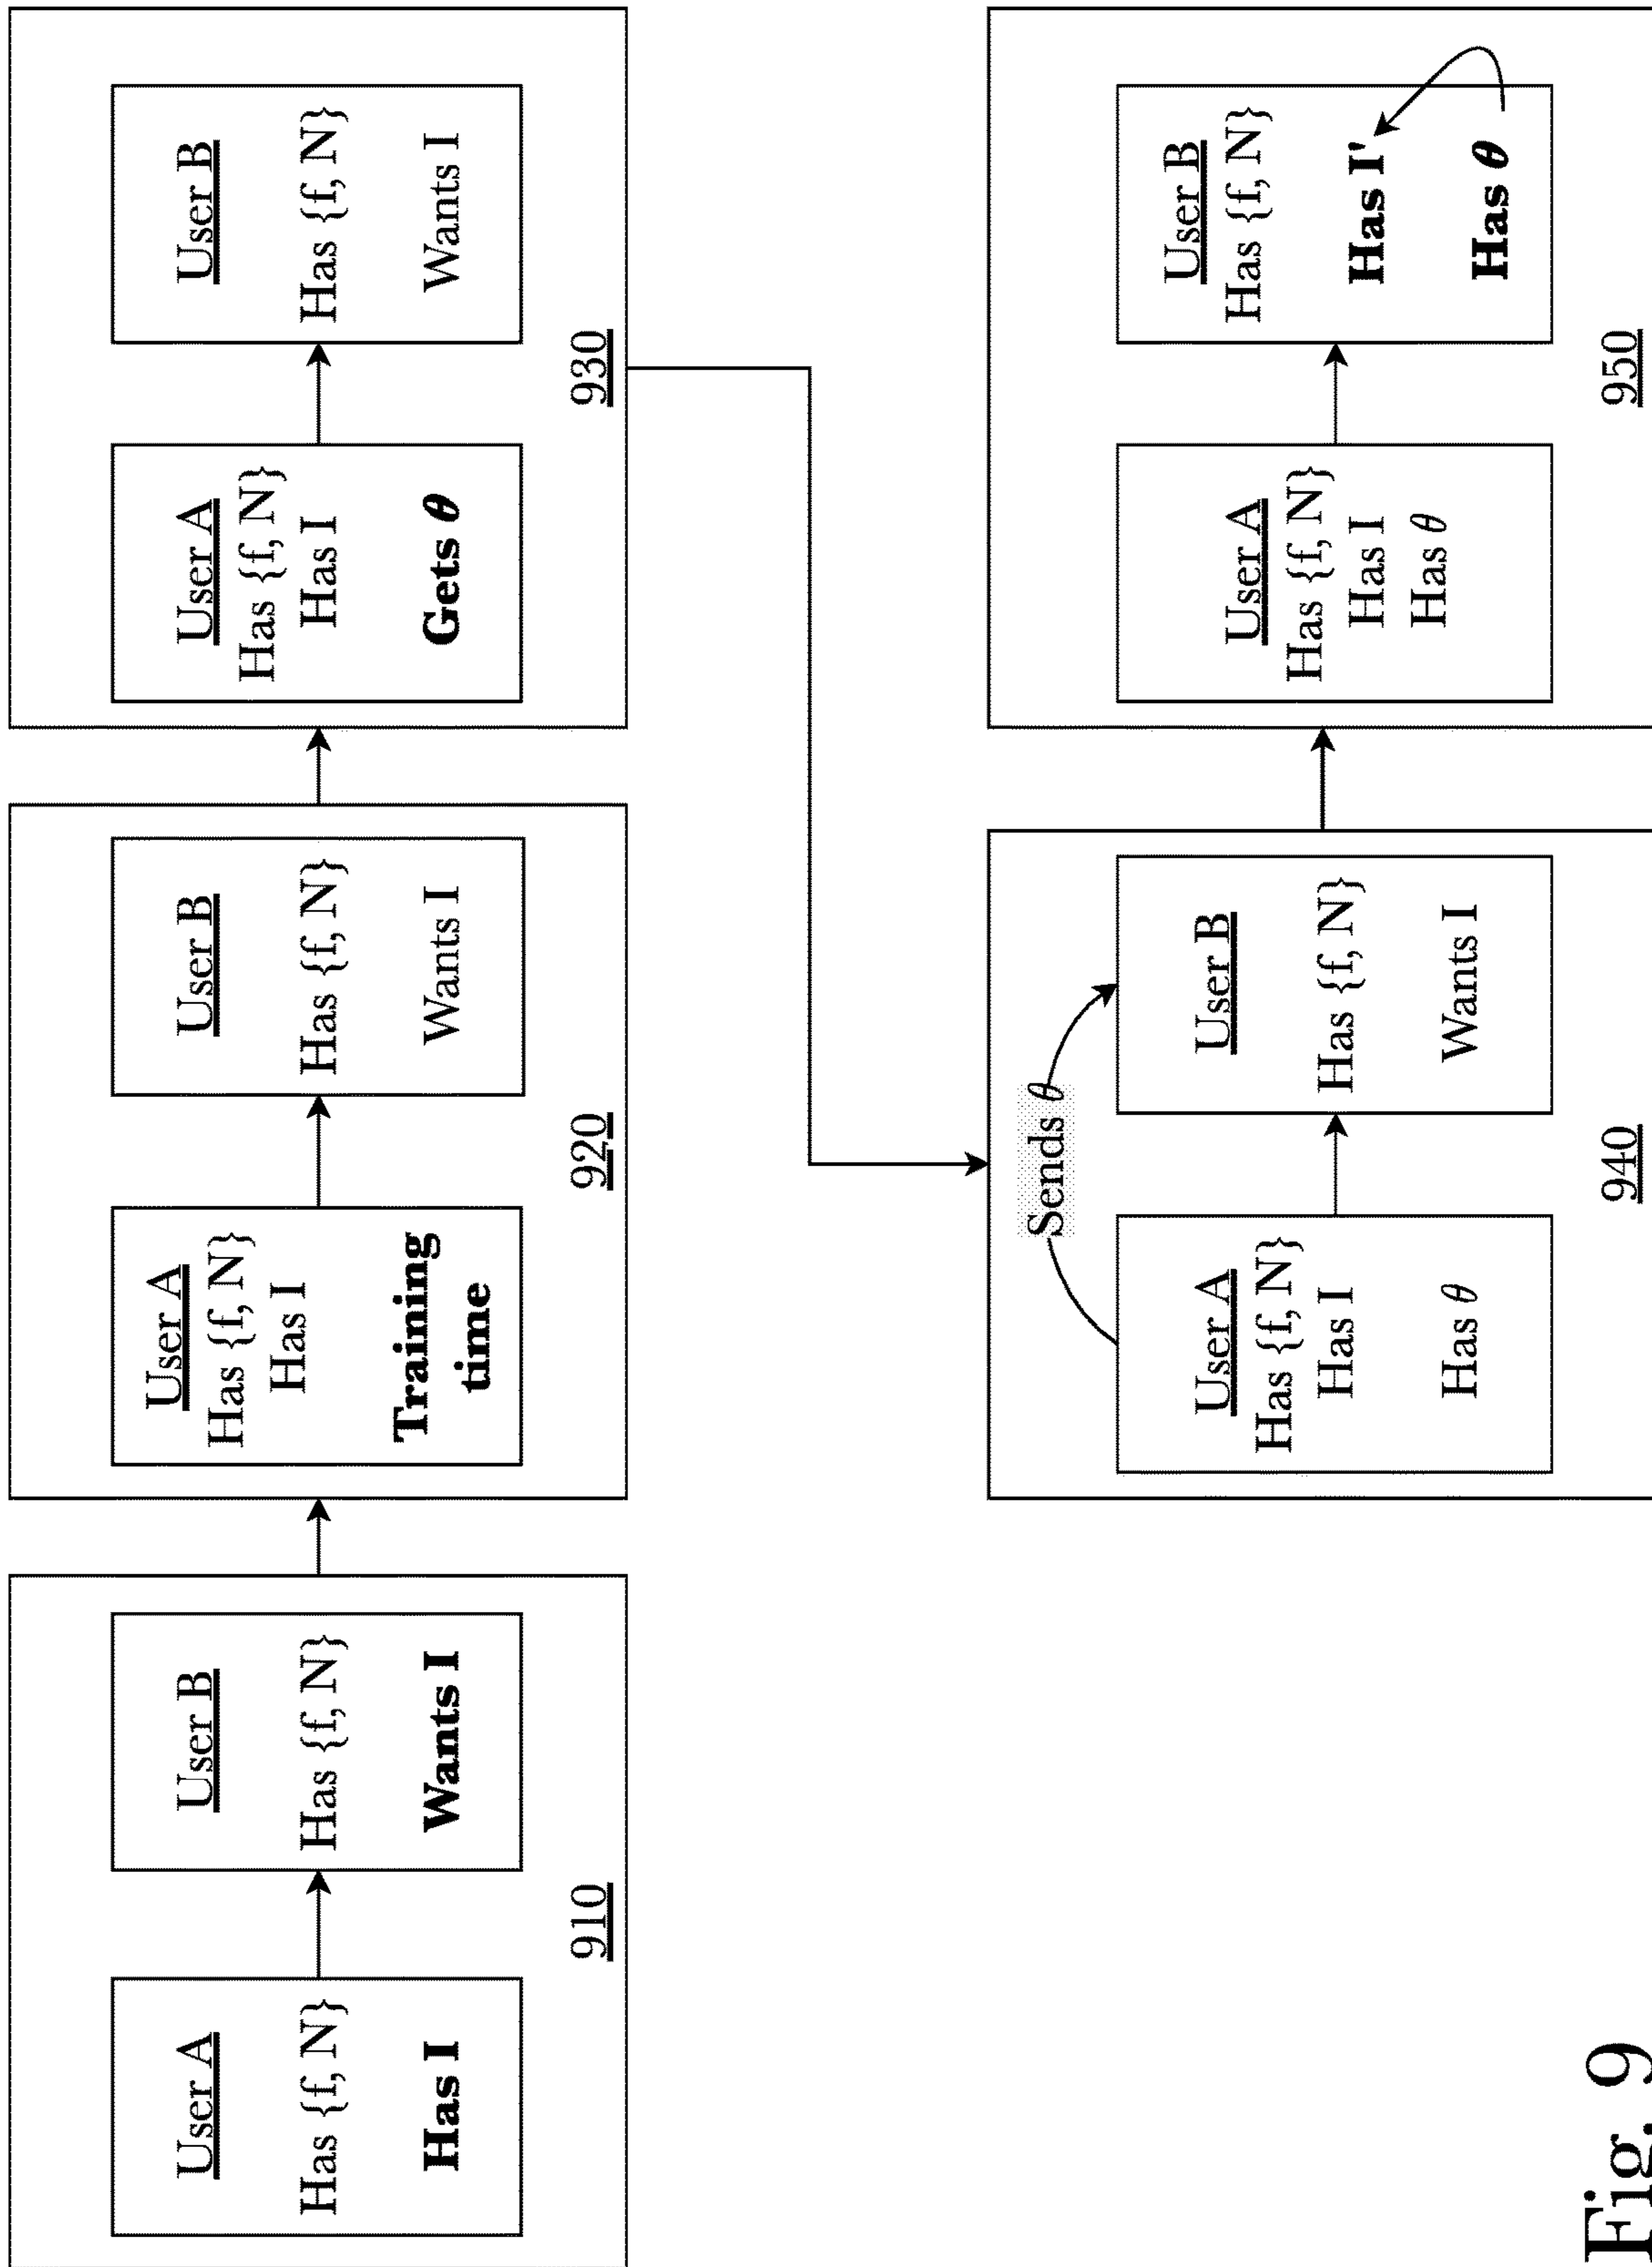 User A
Has {f, N}
Has I
User B
Has {f, N}
Wants I
910
User A
Has {f, N}
Has I
Training
time
User B
Has {f, N}
Wants I
920
User A
Has {f, N}
Has I
Gets θ
User B
Has {f, N}
Wants I
930
Sends θ
User A
Has {f, N}
Has I
Has θ
User B
Has {f, N}
Wants I
940
User A
Has {f, N}
Has I
Has θ
User B
Has {f, N}
Has I'
Has θ
950
Fig. 9